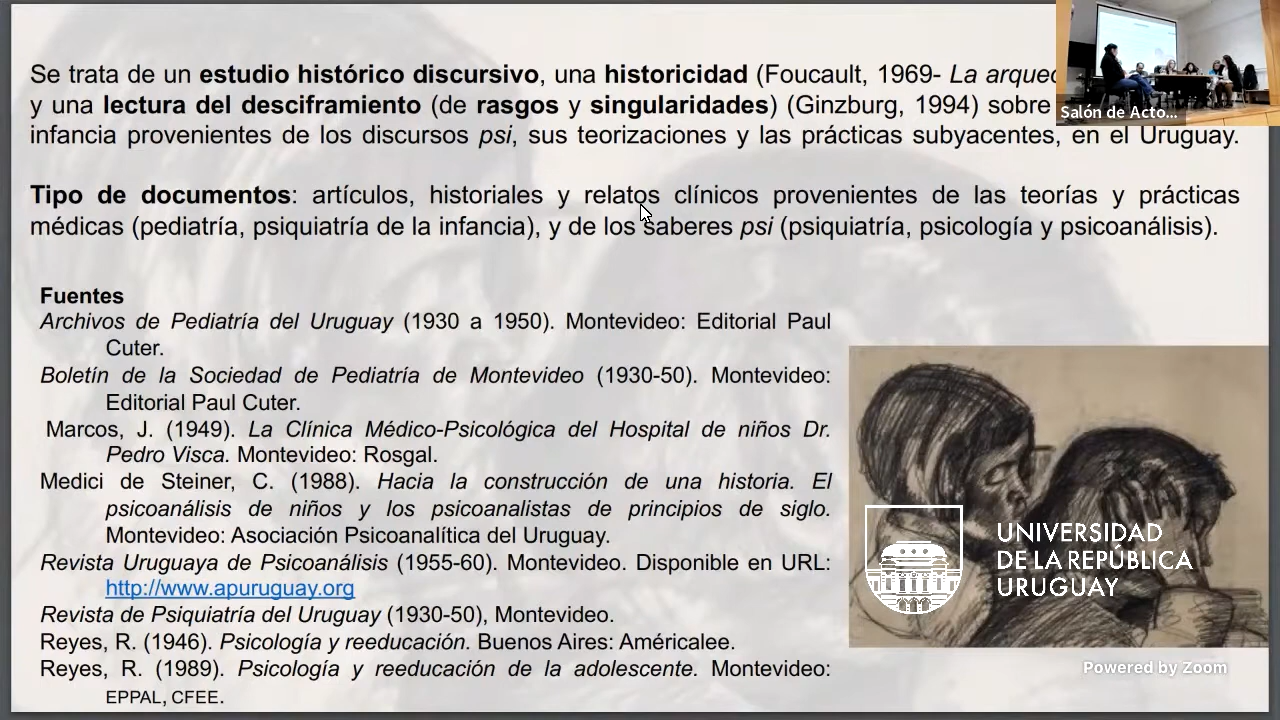 Se trata de un estudio histórico discursivo, una historicidad (Foucault, 1969- La
y una lectura del desciframiento (de rasgos y singularidades) (Ginzburg, 1994) sobre
infancia provenientes de los discursos psi, sus teorizaciones y las prácticas subyacentes, en el Uruguay.
Tipo de documentos: artículos, historiales y relatos clínicos provenientes de las teorías y prácticas
médicas (pediatría, psiquiatría de la infancia), y de los saberes psi (psiquiatría, psicología y psicoanálisis).
Fuentes
Archivos de Pediatría del Uruguay (1930 a 1950). Montevideo: Editorial Paul
Cuter.
Boletín de la Sociedad de Pediatría de Montevideo (1930-50). Montevideo:
Editorial Paul Cuter.
Marcos, J. (1949). La Clínica Médico-Psicológica del Hospital de niños Dr.
Pedro Visca. Montevideo: Rosgal.
Medici de Steiner, C. (1988). Hacia la construcción de una historia. El
psicoanálisis de niños y los psicoanalistas de principios de siglo.
Montevideo: Asociación Psicoanalítica del Uruguay.
Revista Uruguaya de Psicoanálisis (1955-60). Montevideo. Disponible en URL:
http://www.apuruguay.org
Revista de Psiquiatría del Uruguay (1930-50), Montevideo.
Reyes, R. (1946). Psicología y reeducación. Buenos Aires: Américalee.
Reyes, R. (1989). Psicología y reeducación de la adolescente. Montevideo:
EPPAL, CFEE.
Salón de Acto...
UNIVERSIDAD
DE LA REPÚBLICA
URUGUAY
Powered by Zoom